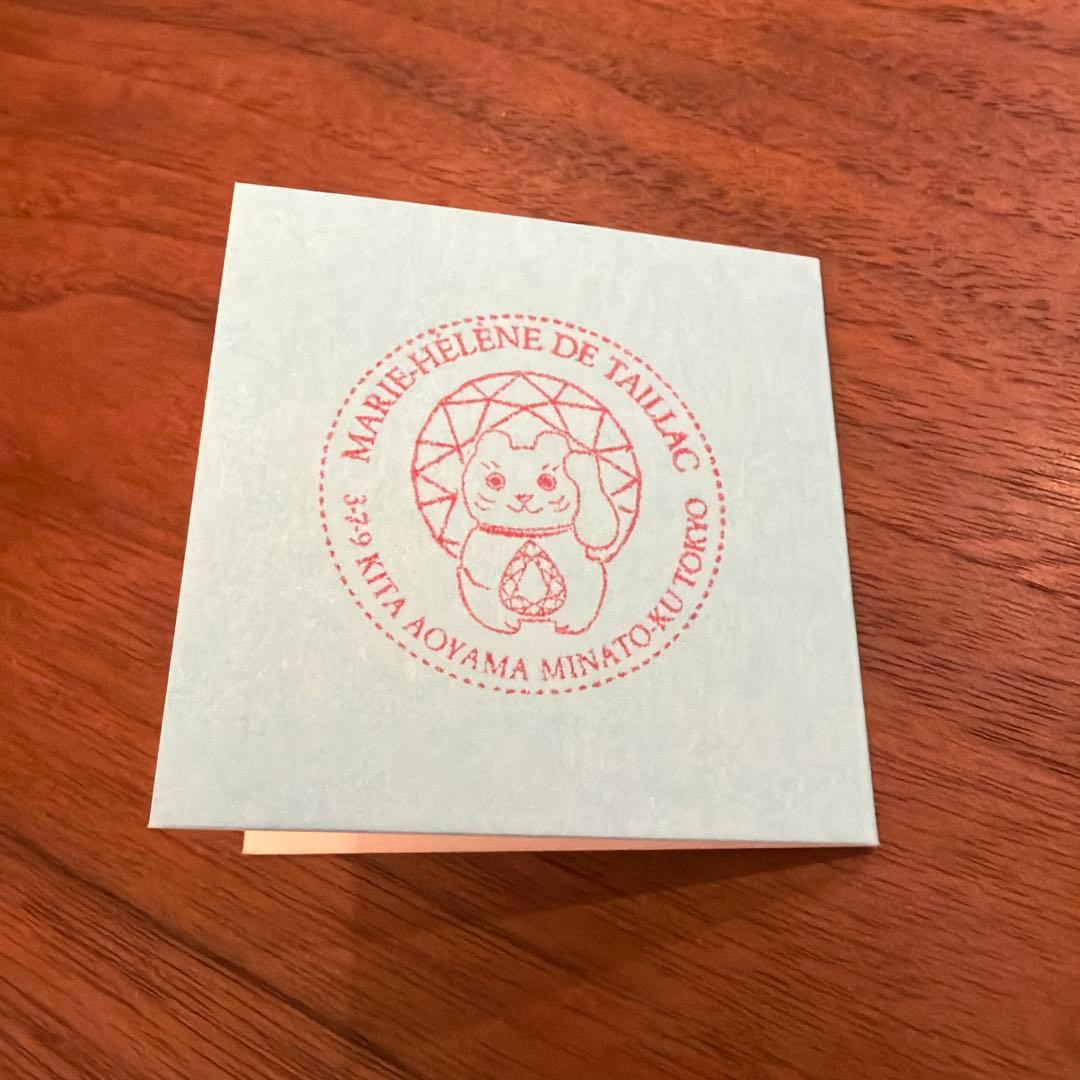 MARIE-HÉLÈNE DE TAILLAC
3-7-9 KITA AOYAMA MINATO-KU TOKYO